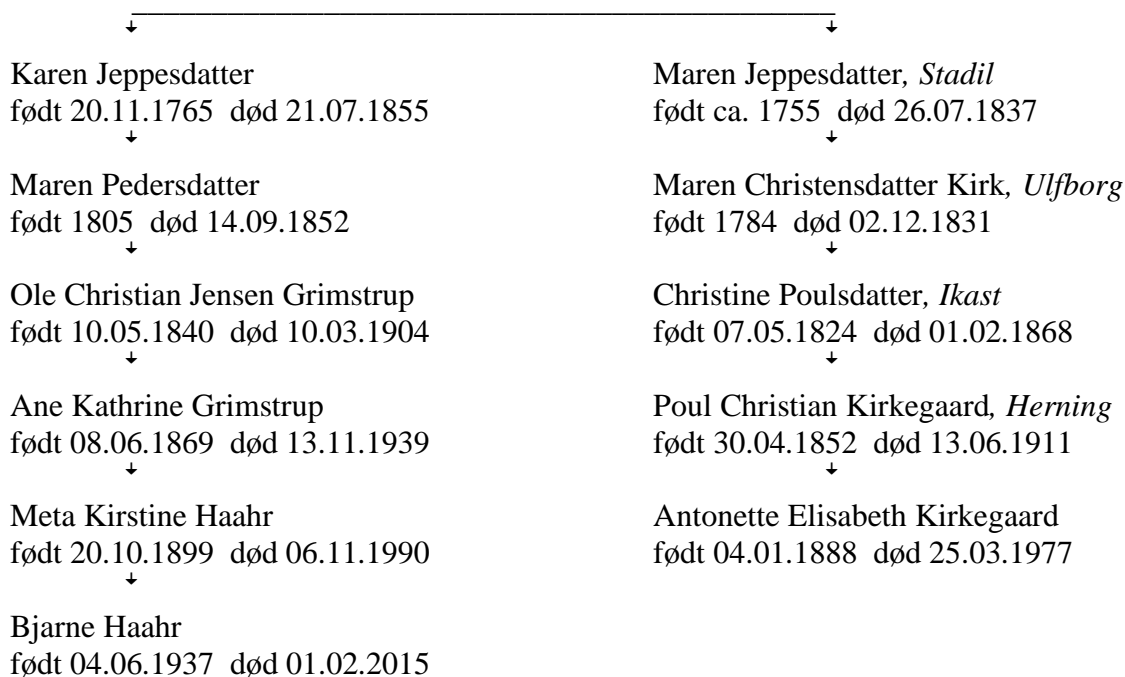 Karen Jeppesdatter
født 20.11.1765 død 21.07.1855
Maren Pedersdatter
født 1805 død 14.09.1852
Ole Christian Jensen Grimstrup
født 10.05.1840 død 10.03.1904
Ane Kathrine Grimstrup
født 08.06.1869 død 13.11.1939
Meta Kirstine Haahr
født 20.10.1899 død 06.11.1990
Bjarne Haahr
født 04.06.1937 død 01.02.2015
Maren Jeppesdatter, Stadil
født ca. 1755 død 26.07.1837
Maren Christensdatter Kirk, Ulfborg
født 1784 død 02.12.1831
Christine Poulsdatter, Ikast
født 07.05.1824 død 01.02.1868
Poul Christian Kirkegaard, Herning
født 30.04.1852 død 13.06.1911
Antonette Elisabeth Kirkegaard
født 04.01.1888 død 25.03.1977